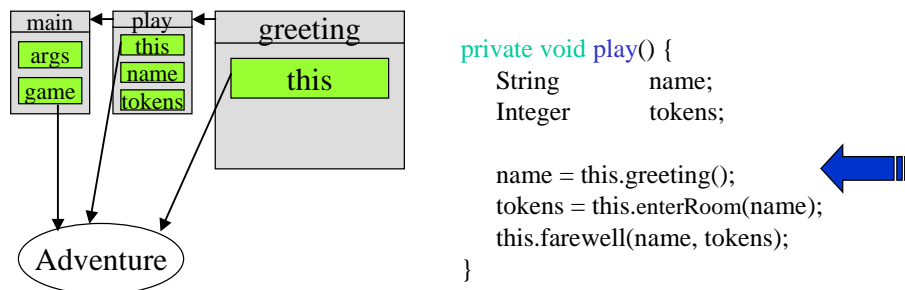 main
args
game
play
this
name
tokens
greeting
this
Adventure
private void play() {
String name;
Integer tokens;
name = this.greeting();
tokens = this.enterRoom(name);
this.farewell(name, tokens);
}